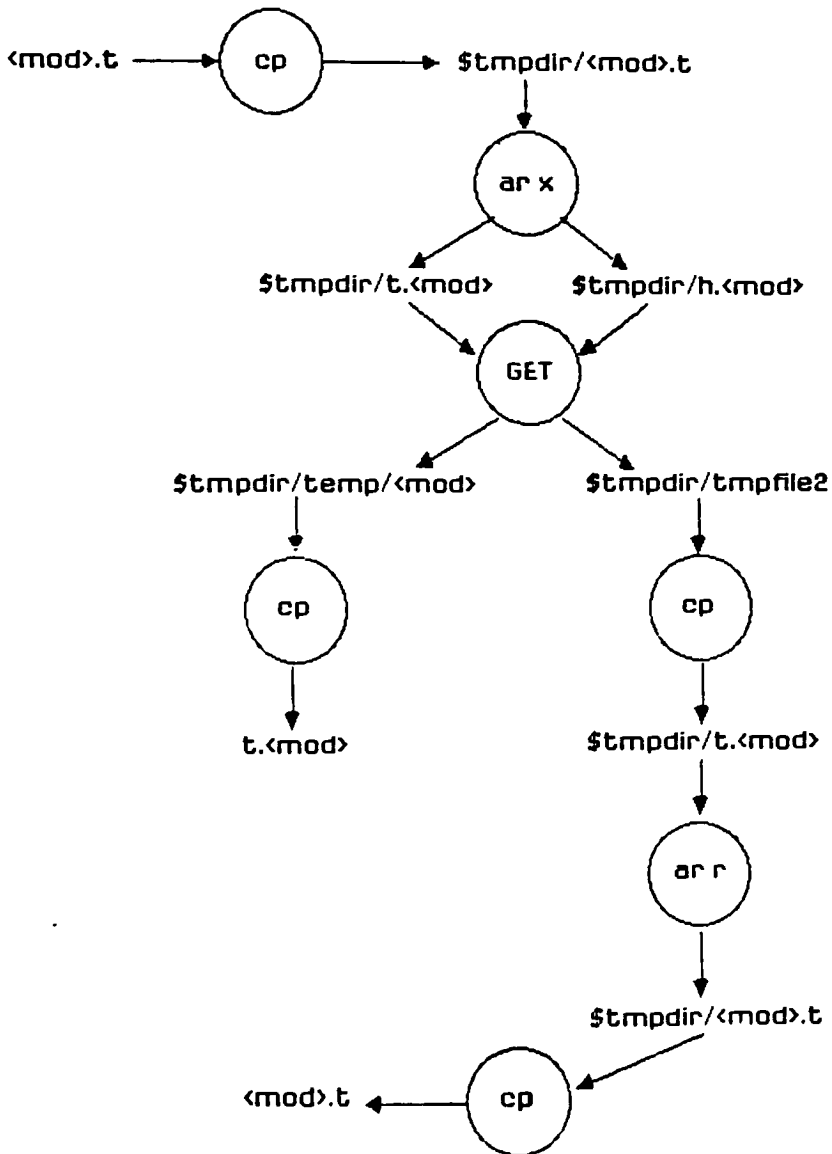 <mod>.t
cp
$tmpdir/<mod>.t
ar x
$tmpdir/t.<mod>
$tmpdir/h.<mod>
GET
$tmpdir/temp/<mod>
$tmpdir/tmpfile2
cp
cp
t.<mod>
$tmpdir/t.<mod>
ar r
$tmpdir/<mod>.t
<mod>.t
cp